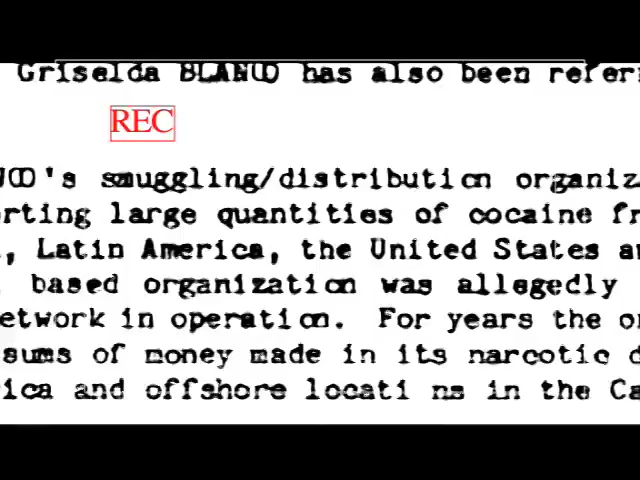 Griselda BLANCO has also been refer
REC
's smuggling/distribution organiz
rting large quantities of cocaine fr
, Latin America, the United States a
based organization was allegedly
etwork in operation. For years the o
sums of money made in its narcotic d
ica and offshore locati ns in the Ca